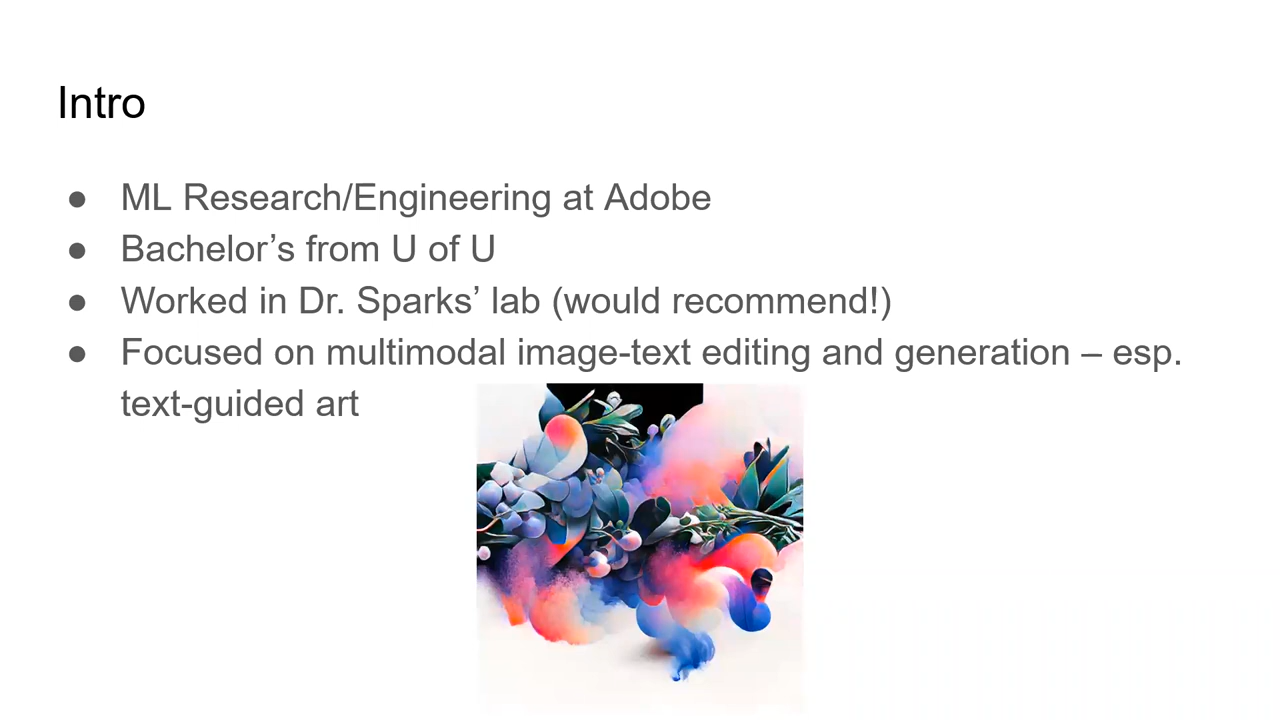 Intro
● ML Research/Engineering at Adobe
● Bachelor’s from U of U
● Worked in Dr. Sparks’ lab (would recommend!)
● Focused on multimodal image-text editing and generation – esp.
text-guided art